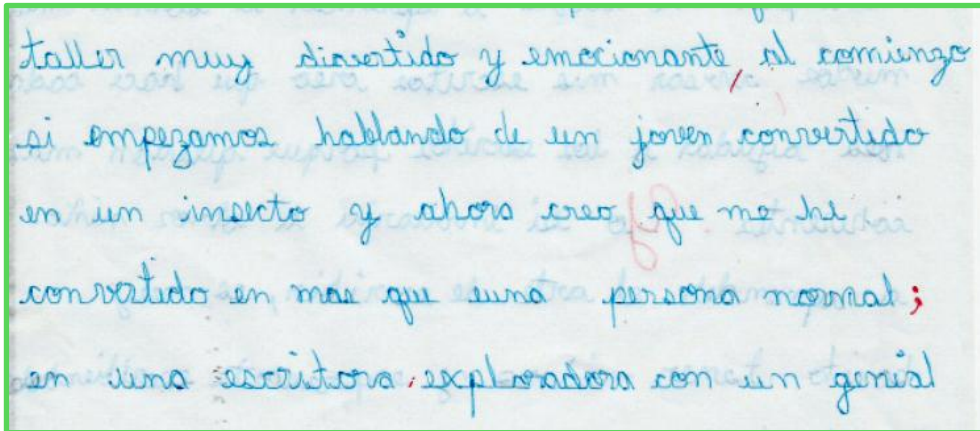 taller muy divertido y emocionante, al comienzo
si empezamos hablando de un joven convertido
en un insecto y ahora creo que me he
convertido en mas que una persona normal;
en una escritora, exploradora con un genial